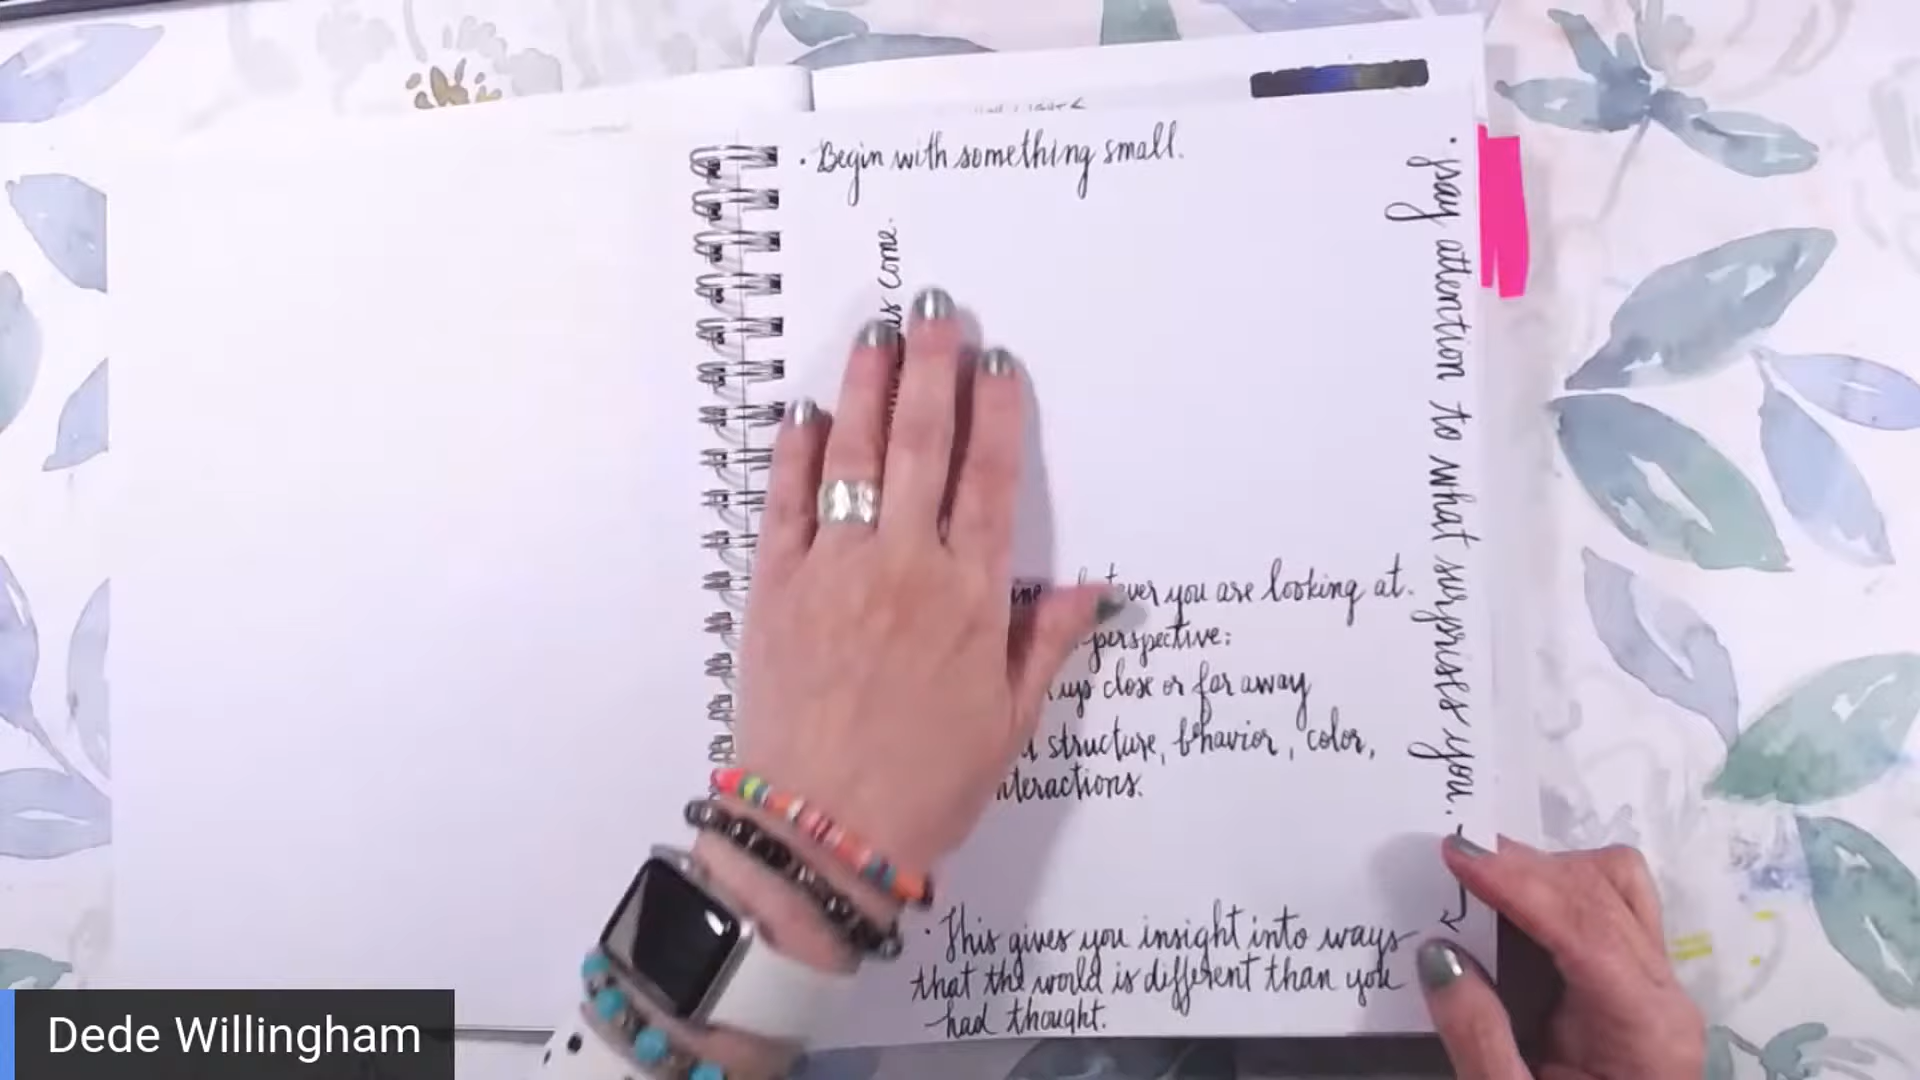 · Begin with something small.
come.
· Pay attention to what surprises you.
you are looking at.
perspective:
close or far away
structure, behavior, color,
· This gives you insight into ways
that the world is different than you
had thought.
Dede Willingham